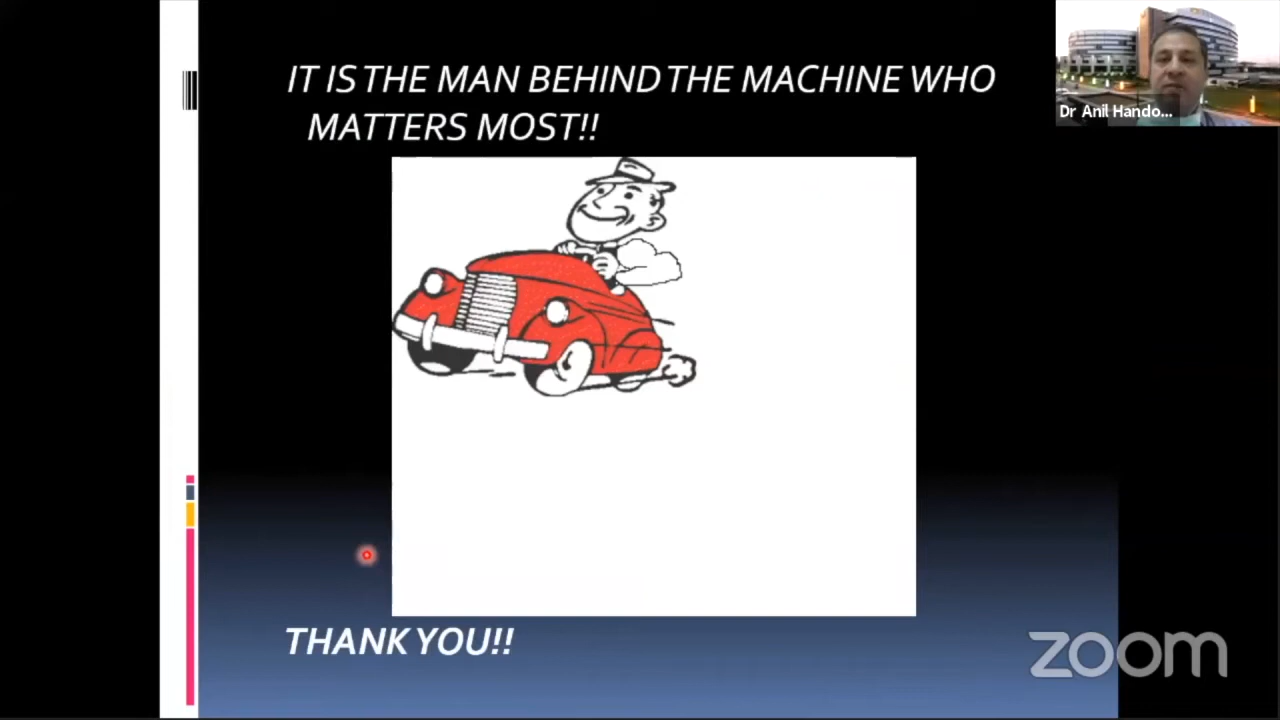 IT IS THE MAN BEHIND THE MACHINE WHO
MATTERS MOST!!
Dr Anil Hando...
THANK YOU!!
zoom